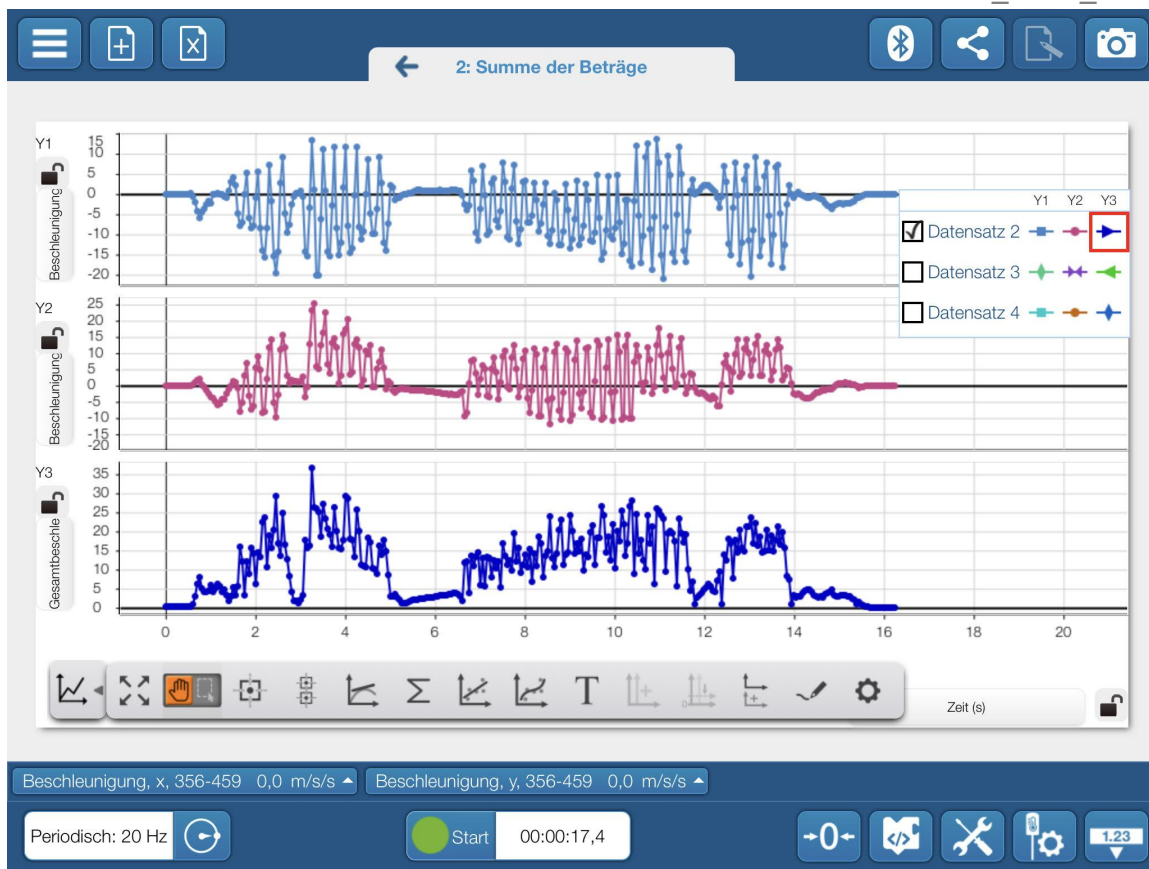 2: Summe der Beträge
Y1
15
10
5
0
-5
-10
-15
-20
Beschleunigung
Y1 Y2 Y3
Datensatz 2
Datensatz 3
Datensatz 4
Y2
25
20
15
10
5
0
-5
-10
-15
-20
Beschleunigung
Y3
35
30
25
20
15
10
5
0
Gesamtbeschle
0 2 4 6 8 10 12 14 16 18 20
Σ T
Zeit (s)
Beschleunigung, x, 356-459 0,0 m/s/s
Beschleunigung, y, 356-459 0,0 m/s/s
Periodisch: 20 Hz
Start 00:00:17,4
→0←
</>
1.23